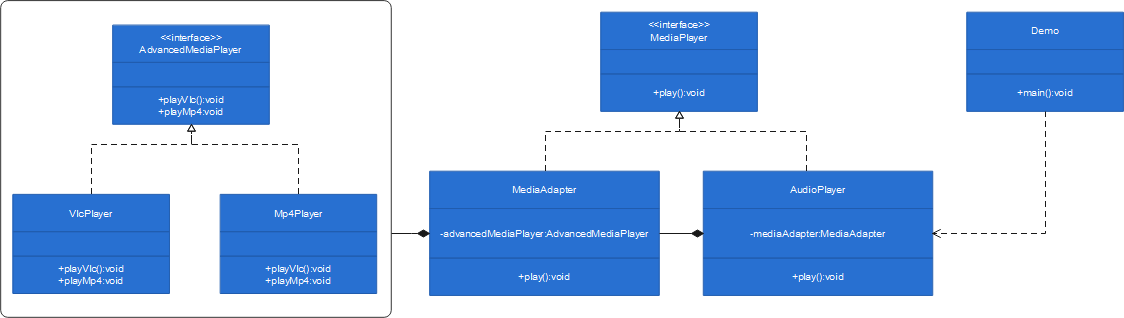 <<interface>>
AdvancedMediaPlayer
+playVlc():void
+playMp4:void
VlcPlayer
+playVlc():void
+playMp4:void
Mp4Player
+playVlc():void
+playMp4:void
<<interface>>
MediaPlayer
+play():void
MediaAdapter
-advancedMediaPlayer:AdvancedMediaPlayer
+play():void
AudioPlayer
-mediaAdapter:MediaAdapter
+play():void
Demo
+main():void